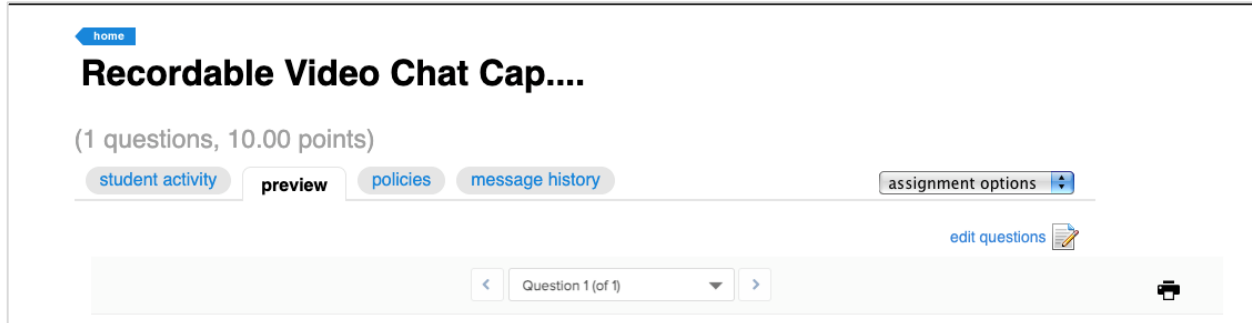 home
Recordable Video Chat Cap....
(1 questions, 10.00 points)
student activity preview policies message history assignment options
edit questions
Question 1 (of 1)